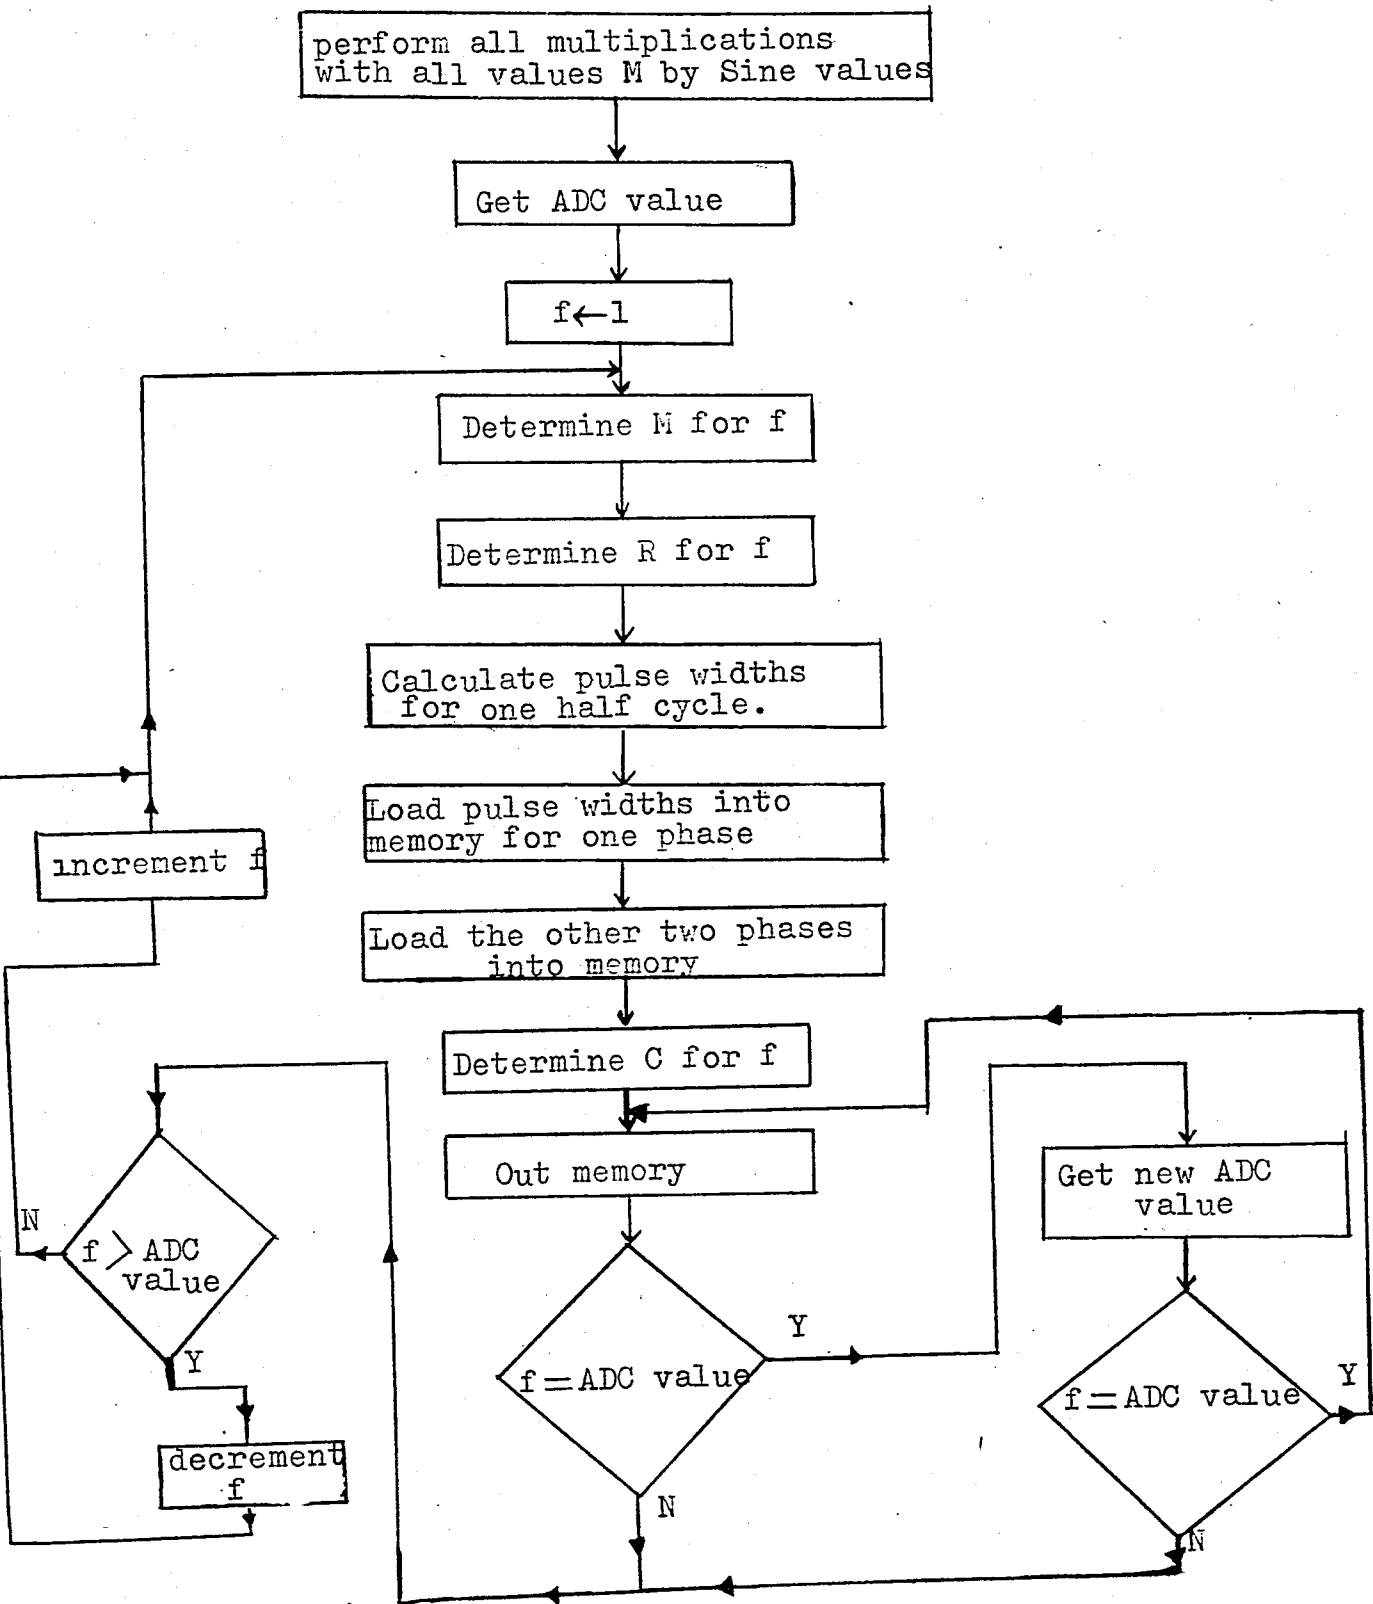 perform all multiplications
with all values M by Sine values
Get ADC value
f←1
Determine M for f
Determine R for f
Calculate pulse widths
for one half cycle.
Load pulse widths into
memory for one phase
increment f
Load the other two phases
into memory
Determine C for f
Out memory
Get new ADC
value
N
f > ADC
value
Y
decrement
f
f=ADC value
Y
N
f=ADC value
Y
N